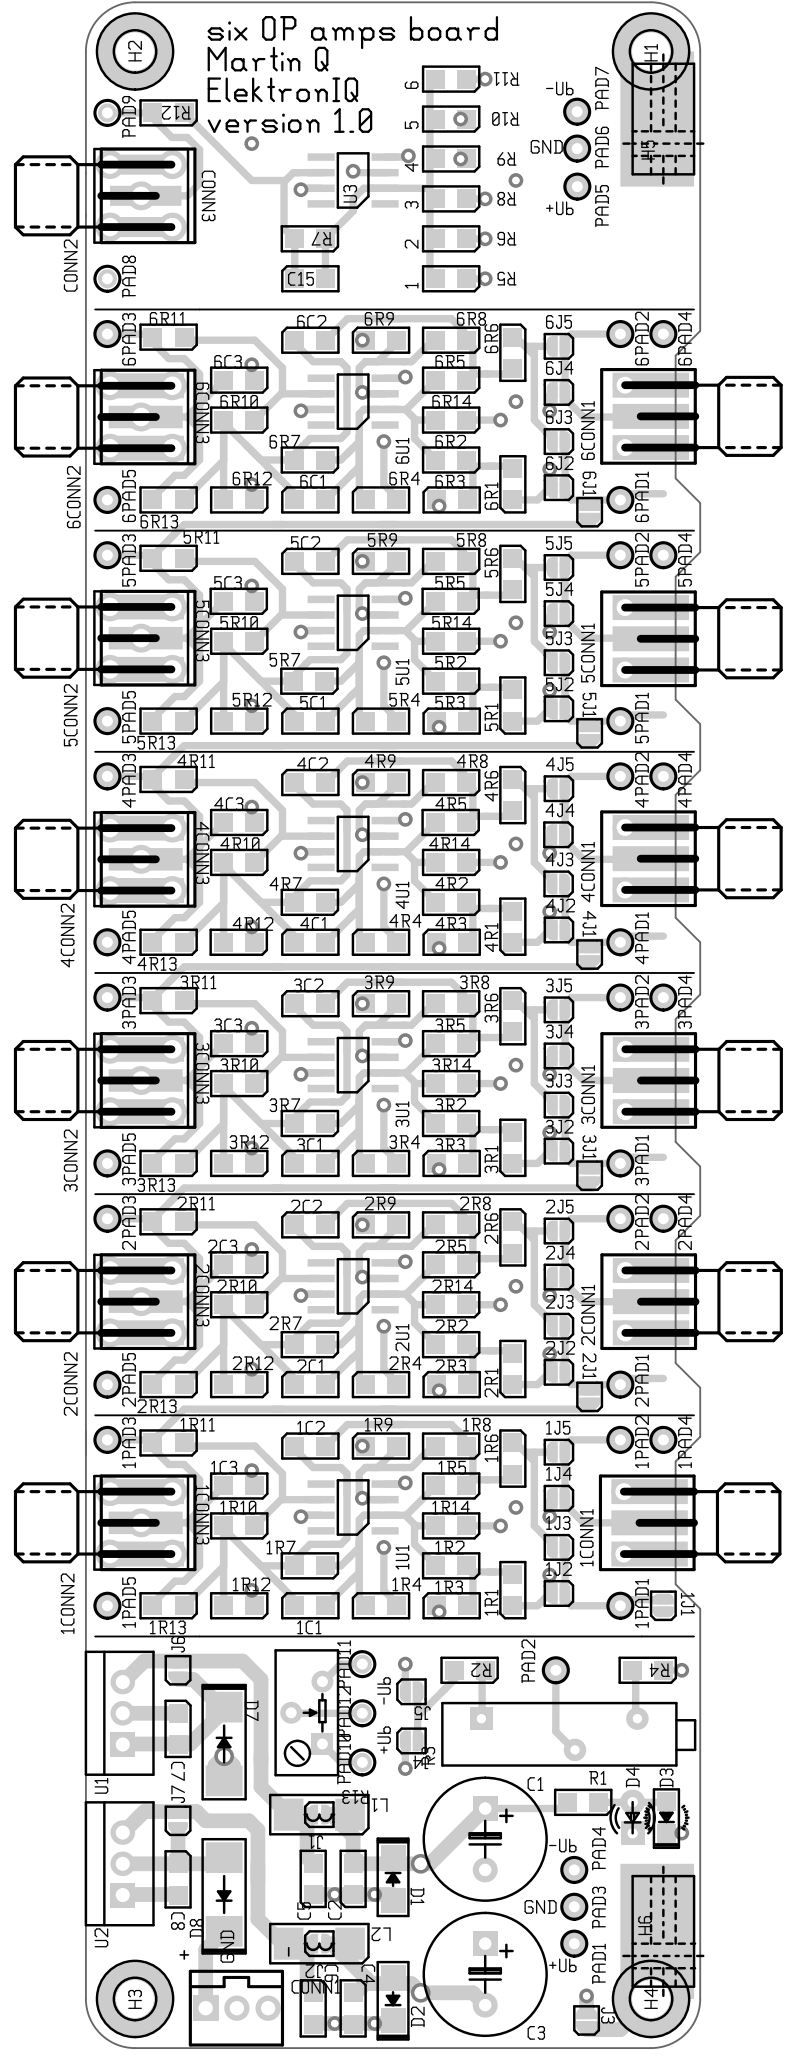 six OP amps board
Martin Q
ElektronIQ
version 1.0
H2
H1
PAD9
R12
6
R11
5
R10
4
R9
3
R8
2
R6
1
R5
-Ub
PAD7
GND
PAD6
+Ub
PAD5
H5
CONN2
CONN3
U3
R7
C15
PAD8
6PAD3
6R11
6C2
6R9
6R8
6R6
6J5
6PAD2
6PAD4
6C3
6R5
6J4
6CONN3
6R10
6R14
6J3
6CONN1
6R7
6U1
6R2
6J2
6J1
6CONN2
6PAD5
6R12
6C1
6R4
6R3
6R1
6PAD1
6R13
5PAD3
5R11
5C2
5R9
5R8
5R6
5J5
5PAD2
5PAD4
5C3
5R5
5J4
5CONN3
5R10
5R14
5J3
5CONN1
5R7
5U1
5R2
5J2
5J1
5CONN2
5PAD5
5R12
5C1
5R4
5R3
5R1
5PAD1
5R13
4PAD3
4R11
4C2
4R9
4R8
4R6
4J5
4PAD2
4PAD4
4C3
4R5
4J4
4CONN3
4R10
4R14
4J3
4CONN1
4R7
4U1
4R2
4J2
4J1
4CONN2
4PAD5
4R12
4C1
4R4
4R3
4R1
4PAD1
4R13
3PAD3
3R11
3C2
3R9
3R8
3R6
3J5
3PAD2
3PAD4
3C3
3R5
3J4
3CONN3
3R10
3R14
3J3
3CONN1
3R7
3U1
3R2
3J2
3J1
3CONN2
3PAD5
3R12
3C1
3R4
3R3
3R1
3PAD1
3R13
2PAD3
2R11
2C2
2R9
2R8
2R6
2J5
2PAD2
2PAD4
2C3
2R5
2J4
2CONN3
2R10
2R14
2J3
2CONN1
2R7
2U1
2R2
2J2
2J1
2CONN2
2PAD5
2R12
2C1
2R4
2R3
2R1
2PAD1
2R13
1PAD3
1R11
1C2
1R9
1R8
1R6
1J5
1PAD2
1PAD4
1C3
1R5
1J4
1CONN3
1R10
1R14
1J3
1CONN1
1R7
1U1
1R2
1J2
1CONN2
1PAD5
1R12
1R4
1R3
1R1
1PAD1
1J1
1R13
1C1
J6
PAD11
R2
PAD2
R4
-Ub
D7
PAD12
J5
+Ub
PAD10
J4
R3
U1
C7
J7
R13
L1
J1
C1
+
R1
D4
D3
-Ub
PAD4
GND
PAD3
+Ub
PAD1
H6
U2
C8
D8
C5
C2
D1
L2
+
GND
-
J2
C6
C4
CONN1
+
H3
D2
C3
J3
H4